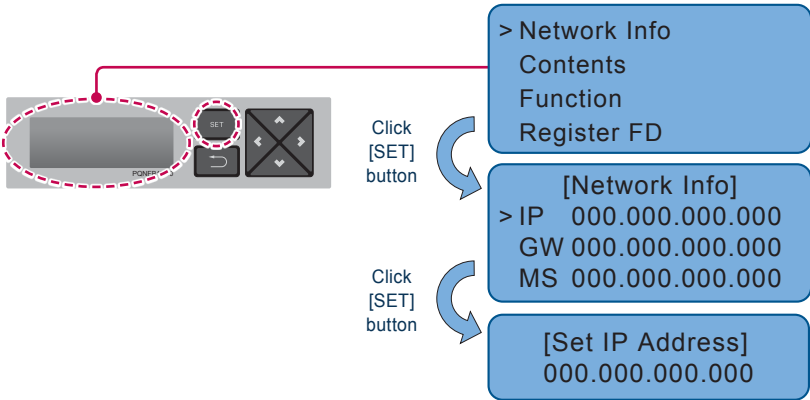 > Network Info
Contents
Function
Register FD
SET
Click
[SET]
button
[Network Info]
> IP 000.000.000.000
GW 000.000.000.000
MS 000.000.000.000
Click
[SET]
button
[Set IP Address]
000.000.000.000